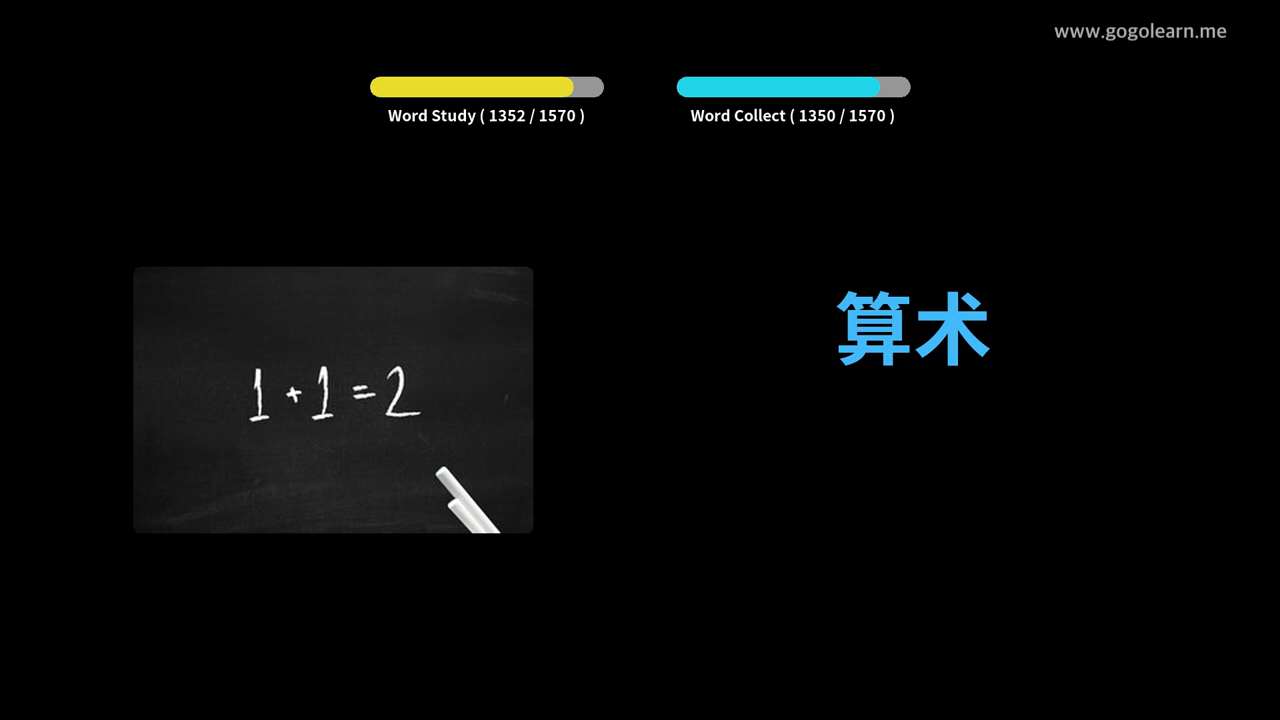 www.gogolearn.me
Word Study ( 1352 / 1570 )
Word Collect ( 1350 / 1570 )
算术
1 + 1 = 2